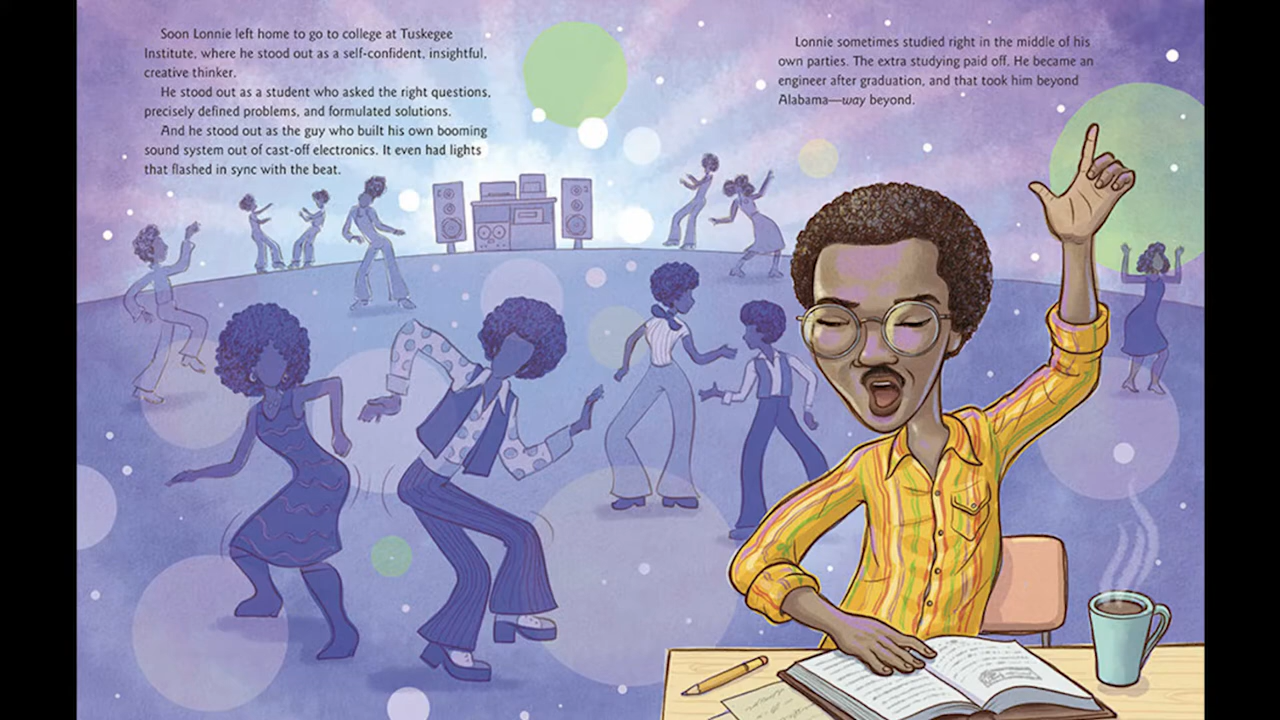 Soon Lonnie left home to go to college at Tuskegee
Institute, where he stood out as a self-confident, insightful,
creative thinker.
He stood out as a student who asked the right questions,
precisely defined problems, and formulated solutions.
And he stood out as the guy who built his own booming
sound system out of cast-off electronics. It even had lights
that flashed in sync with the beat.
Lonnie sometimes studied right in the middle of his
own parties. The extra studying paid off. He became an
engineer after graduation, and that took him beyond
Alabama—way beyond.